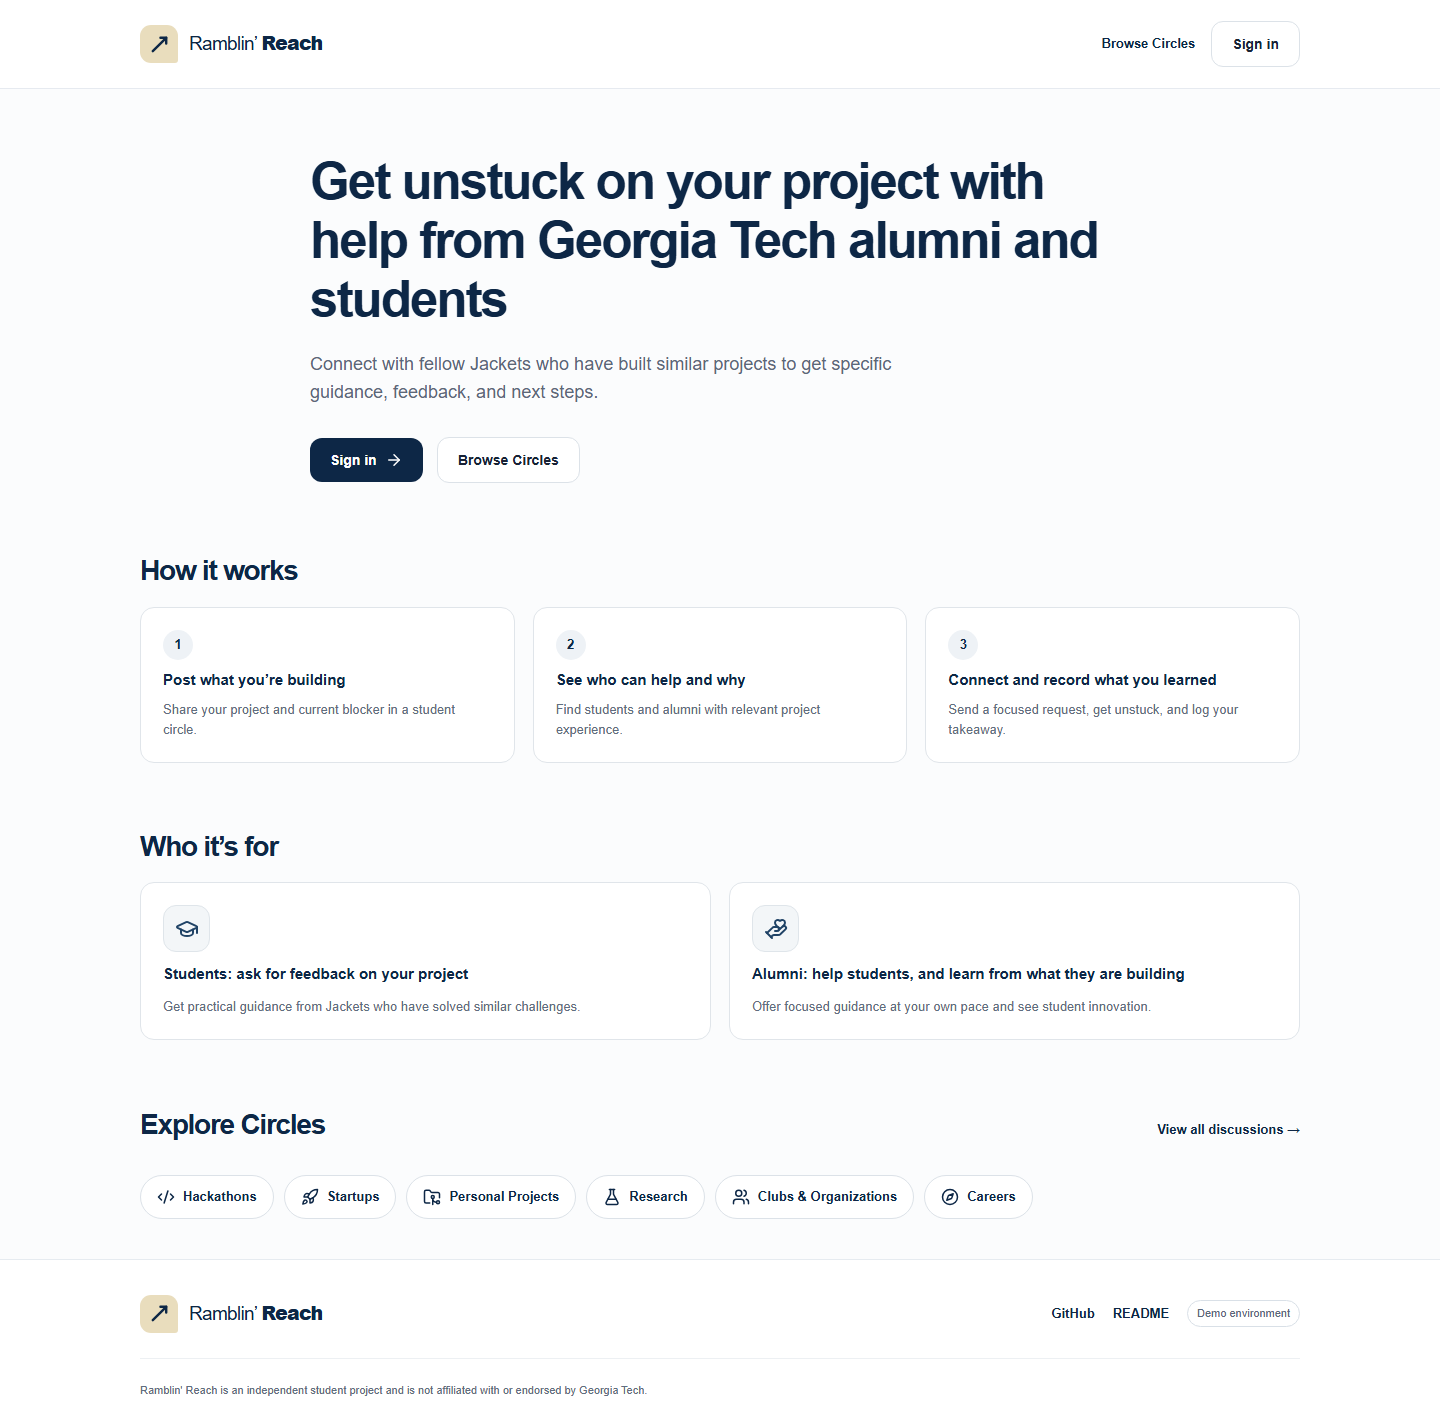 Ramblin’ Reach
Browse Circles
Sign in
Get unstuck on your project with
help from Georgia Tech alumni and
students
Connect with fellow Jackets who have built similar projects to get specific
guidance, feedback, and next steps.
Sign in →
Browse Circles
How it works
1
Post what you’re building
Share your project and current blocker in a student
circle.
2
See who can help and why
Find students and alumni with relevant project
experience.
3
Connect and record what you learned
Send a focused request, get unstuck, and log your
takeaway.
Who it’s for
Students: ask for feedback on your project
Get practical guidance from Jackets who have solved similar challenges.
Alumni: help students, and learn from what they are building
Offer focused guidance at your own pace and see student innovation.
Explore Circles
View all discussions →
Hackathons
Startups
Personal Projects
Research
Clubs & Organizations
Careers
Ramblin’ Reach
GitHub
README
Demo environment
Ramblin’ Reach is an independent student project and is not affiliated with or endorsed by Georgia Tech.